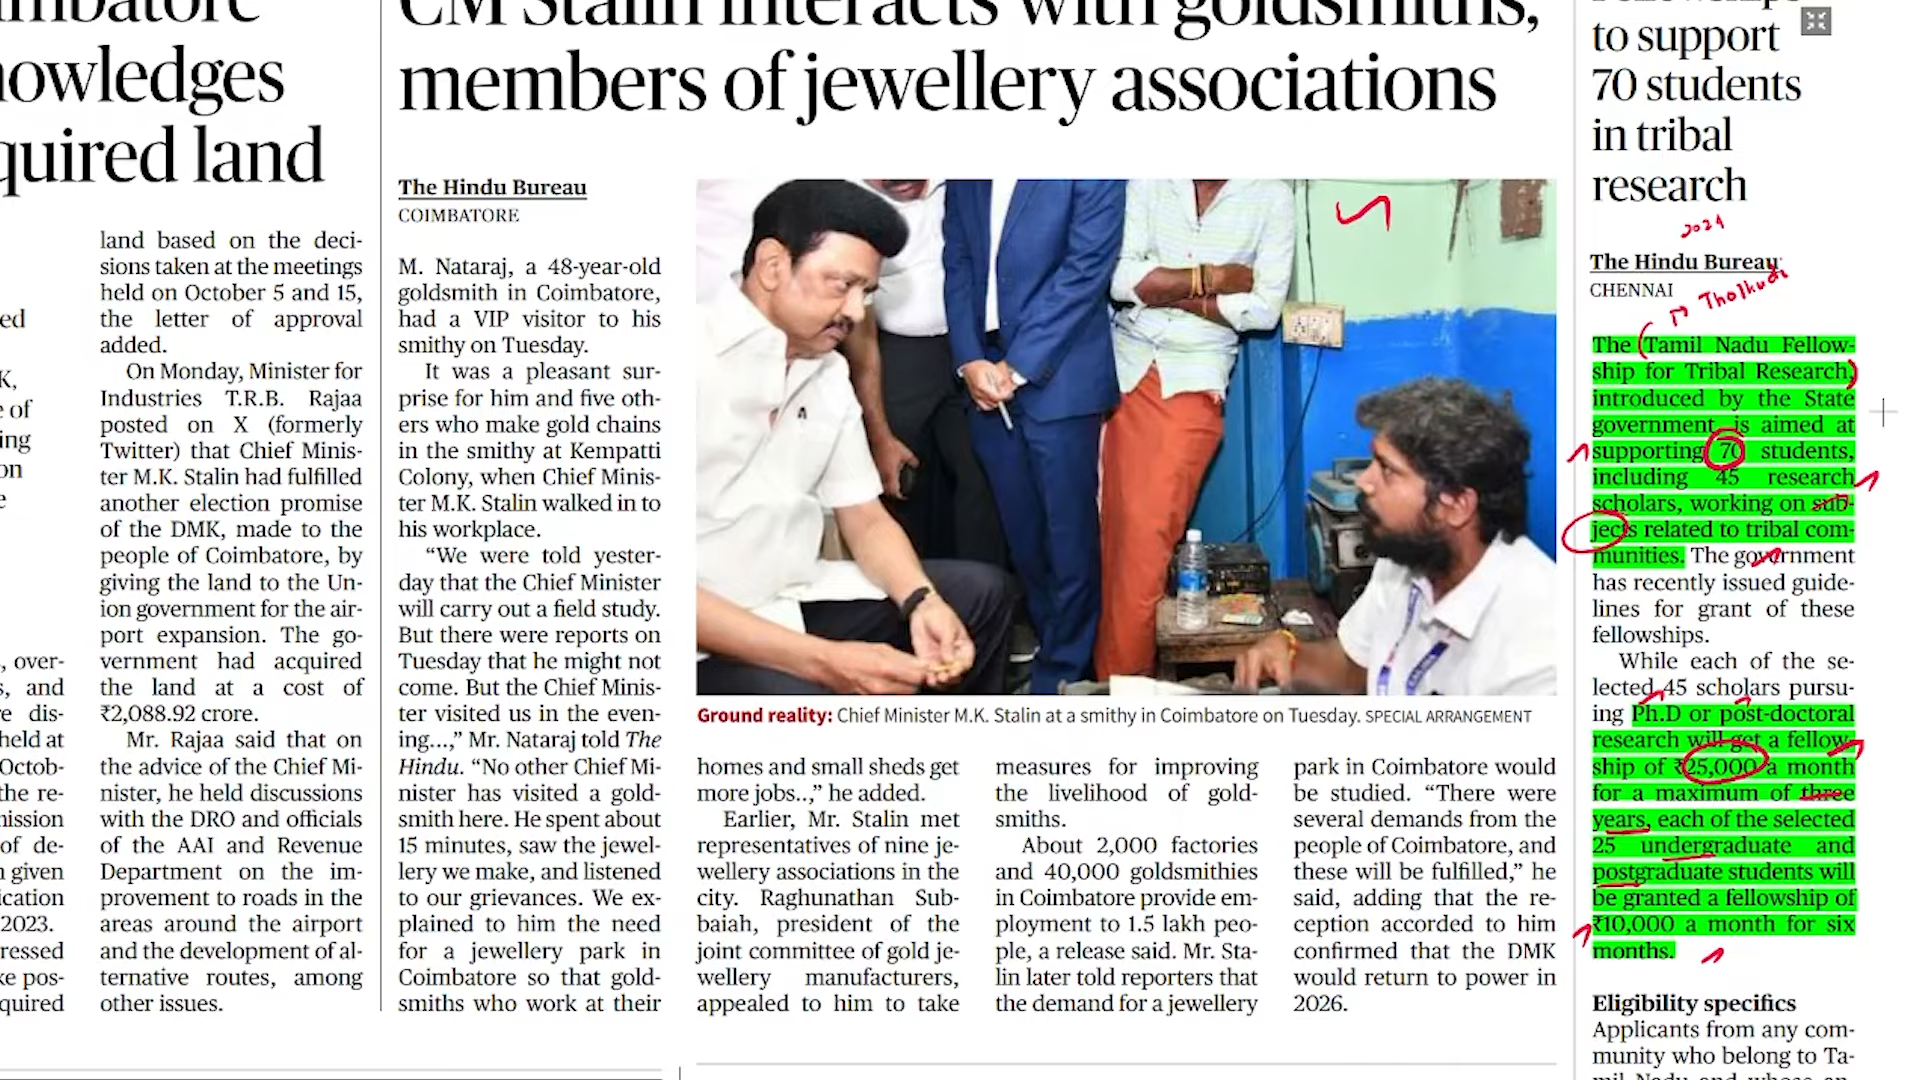 nowledges
quired land
land based on the deci-
sions taken at the meetings
held on October 5 and 15,
the letter of approval
added.
On Monday, Minister for
Industries T.R.B. Rajaa
posted on X (formerly
Twitter) that Chief Minis-
ter M.K. Stalin had fulfilled
another election promise
of the DMK, made to the
people of Coimbatore, by
giving the land to the Un-
ion government for the air-
port expansion. The go-
vernment had acquired
the land at a cost of
₹2,088.92 crore.
Mr. Rajaa said that on
the advice of the Chief Mi-
nister, he held discussions
with the DRO and officials
of the AAI and Revenue
Department on the im-
provement to roads in the
areas around the airport
and the development of al-
ternative routes, among
other issues.
ed
K,
e of
ing
on
e
, over-
s, and
re dis-
held at
Octob-
the re-
mission
of de-
n given
ication
2023.
ressed
ke pos-
quired
CM Stalin interacts with goldsmiths,
members of jewellery associations
The Hindu Bureau
COIMBATORE
M. Nataraj, a 48-year-old
goldsmith in Coimbatore,
had a VIP visitor to his
smithy on Tuesday.
It was a pleasant sur-
prise for him and five oth-
ers who make gold chains
in the smithy at Kempatti
Colony, when Chief Minis-
ter M.K. Stalin walked in to
his workplace.
“We were told yester-
day that the Chief Minister
will carry out a field study.
But there were reports on
Tuesday that he might not
come. But the Chief Minis-
ter visited us in the even-
ing...,” Mr. Nataraj told The
Hindu. “No other Chief Mi-
nister has visited a gold-
smith here. He spent about
15 minutes, saw the jewel-
lery we make, and listened
to our grievances. We ex-
plained to him the need
for a jewellery park in
Coimbatore so that gold-
smiths who work at their
Ground reality: Chief Minister M.K. Stalin at a smithy in Coimbatore on Tuesday. SPECIAL ARRANGEMENT
homes and small sheds get
more jobs..,” he added.
Earlier, Mr. Stalin met
representatives of nine je-
wellery associations in the
city. Raghunathan Sub-
baiah, president of the
joint committee of gold je-
wellery manufacturers,
appealed to him to take
measures for improving
the livelihood of gold-
smiths.
About 2,000 factories
and 40,000 goldsmithies
in Coimbatore provide em-
ployment to 1.5 lakh peo-
ple, a release said. Mr. Sta-
lin later told reporters that
the demand for a jewellery
park in Coimbatore would
be studied. “There were
several demands from the
people of Coimbatore, and
these will be fulfilled,” he
said, adding that the re-
ception accorded to him
confirmed that the DMK
would return to power in
2026.
to support
70 students
in tribal
research
2024
The Hindu Bureau
CHENNAI
Tholkudi
The Tamil Nadu Fellow-
ship for Tribal Research,
introduced by the State
government, is aimed at
supporting 70 students,
including 45 research
scholars, working on sub-
jects related to tribal com-
munities. The government
has recently issued guide-
lines for grant of these
fellowships.
While each of the se-
lected 45 scholars pursu-
ing Ph.D or post-doctoral
research will get a fellow-
ship of ₹25,000 a month
for a maximum of three
years, each of the selected
25 undergraduate and
postgraduate students will
be granted a fellowship of
₹10,000 a month for six
months.
Eligibility specifics
Applicants from any com-
munity who belong to Ta-